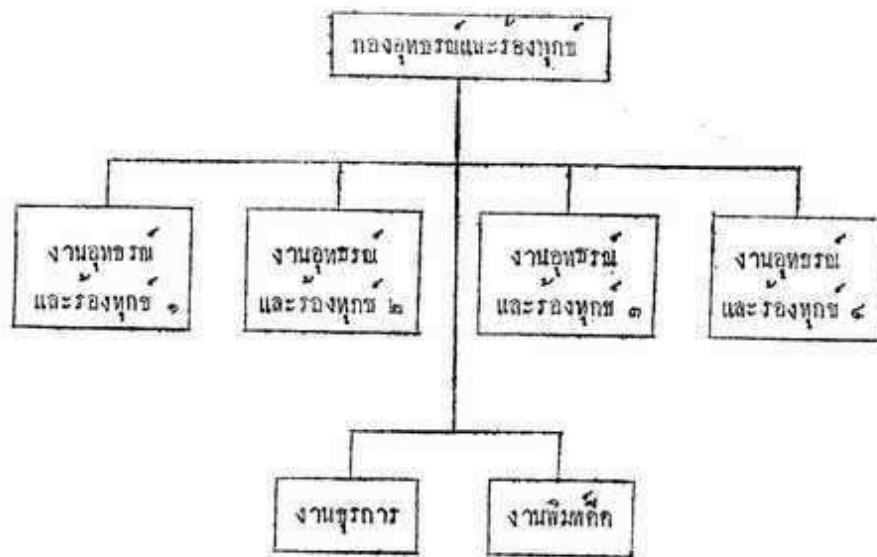 กองอุทธรณ์และร้องทุกข์
งานอุทธรณ์
และร้องทุกข์ ๑
งานอุทธรณ์
และร้องทุกข์ ๒
งานอุทธรณ์
และร้องทุกข์ ๓
งานอุทธรณ์
และร้องทุกข์ ๔
งานธุรการ
งานพิมพ์ดีด